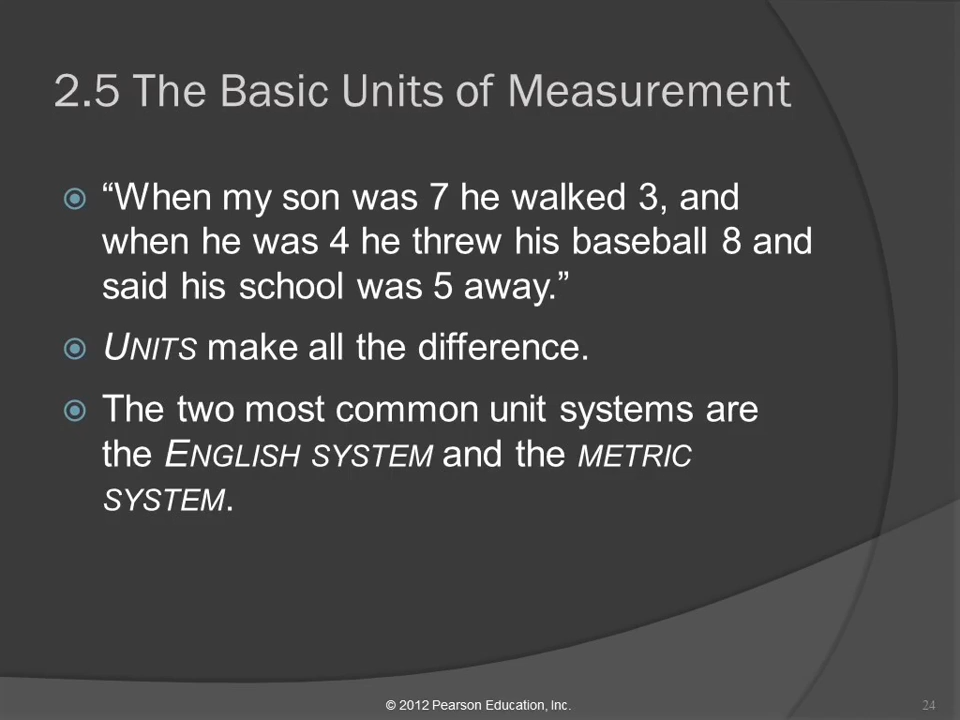 2.5 The Basic Units of Measurement
“When my son was 7 he walked 3, and
when he was 4 he threw his baseball 8 and
said his school was 5 away.”
UNITS make all the difference.
The two most common unit systems are
the ENGLISH SYSTEM and the METRIC
SYSTEM.
© 2012 Pearson Education, Inc.
24